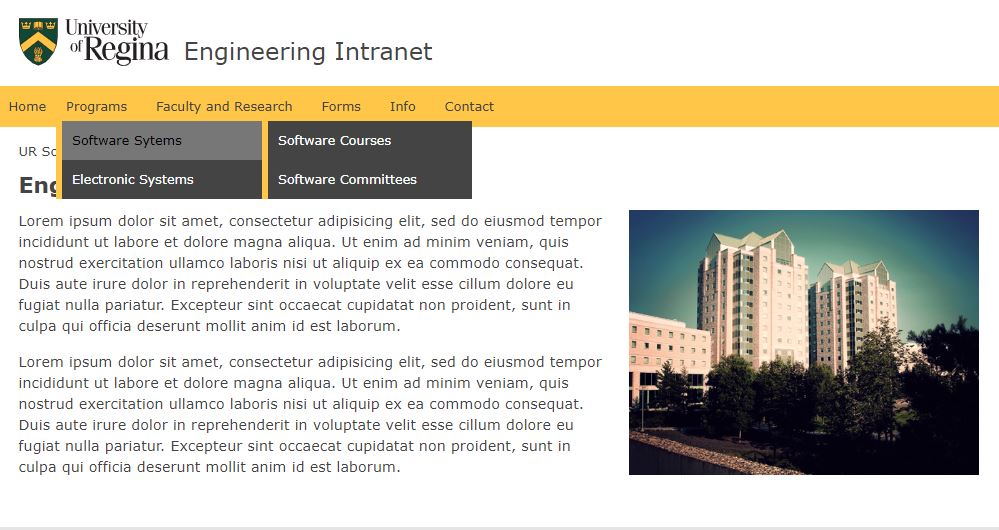 University
of Regina
Engineering Intranet
Home Programs Faculty and Research Forms Info Contact
Software Sytems Software Courses
UR
Electronic Systems Software Committees
Lorem ipsum dolor sit amet, consectetur adipisicing elit, sed do eiusmod tempor
incididunt ut labore et dolore magna aliqua. Ut enim ad minim veniam, quis
nostrud exercitation ullamco laboris nisi ut aliquip ex ea commodo consequat.
Duis aute irure dolor in reprehenderit in voluptate velit esse cillum dolore eu
fugiat nulla pariatur. Excepteur sint occaecat cupidatat non proident, sunt in
culpa qui officia deserunt mollit anim id est laborum.
Lorem ipsum dolor sit amet, consectetur adipisicing elit, sed do eiusmod tempor
incididunt ut labore et dolore magna aliqua. Ut enim ad minim veniam, quis
nostrud exercitation ullamco laboris nisi ut aliquip ex ea commodo consequat.
Duis aute irure dolor in reprehenderit in voluptate velit esse cillum dolore eu
fugiat nulla pariatur. Excepteur sint occaecat cupidatat non proident, sunt in
culpa qui officia deserunt mollit anim id est laborum.